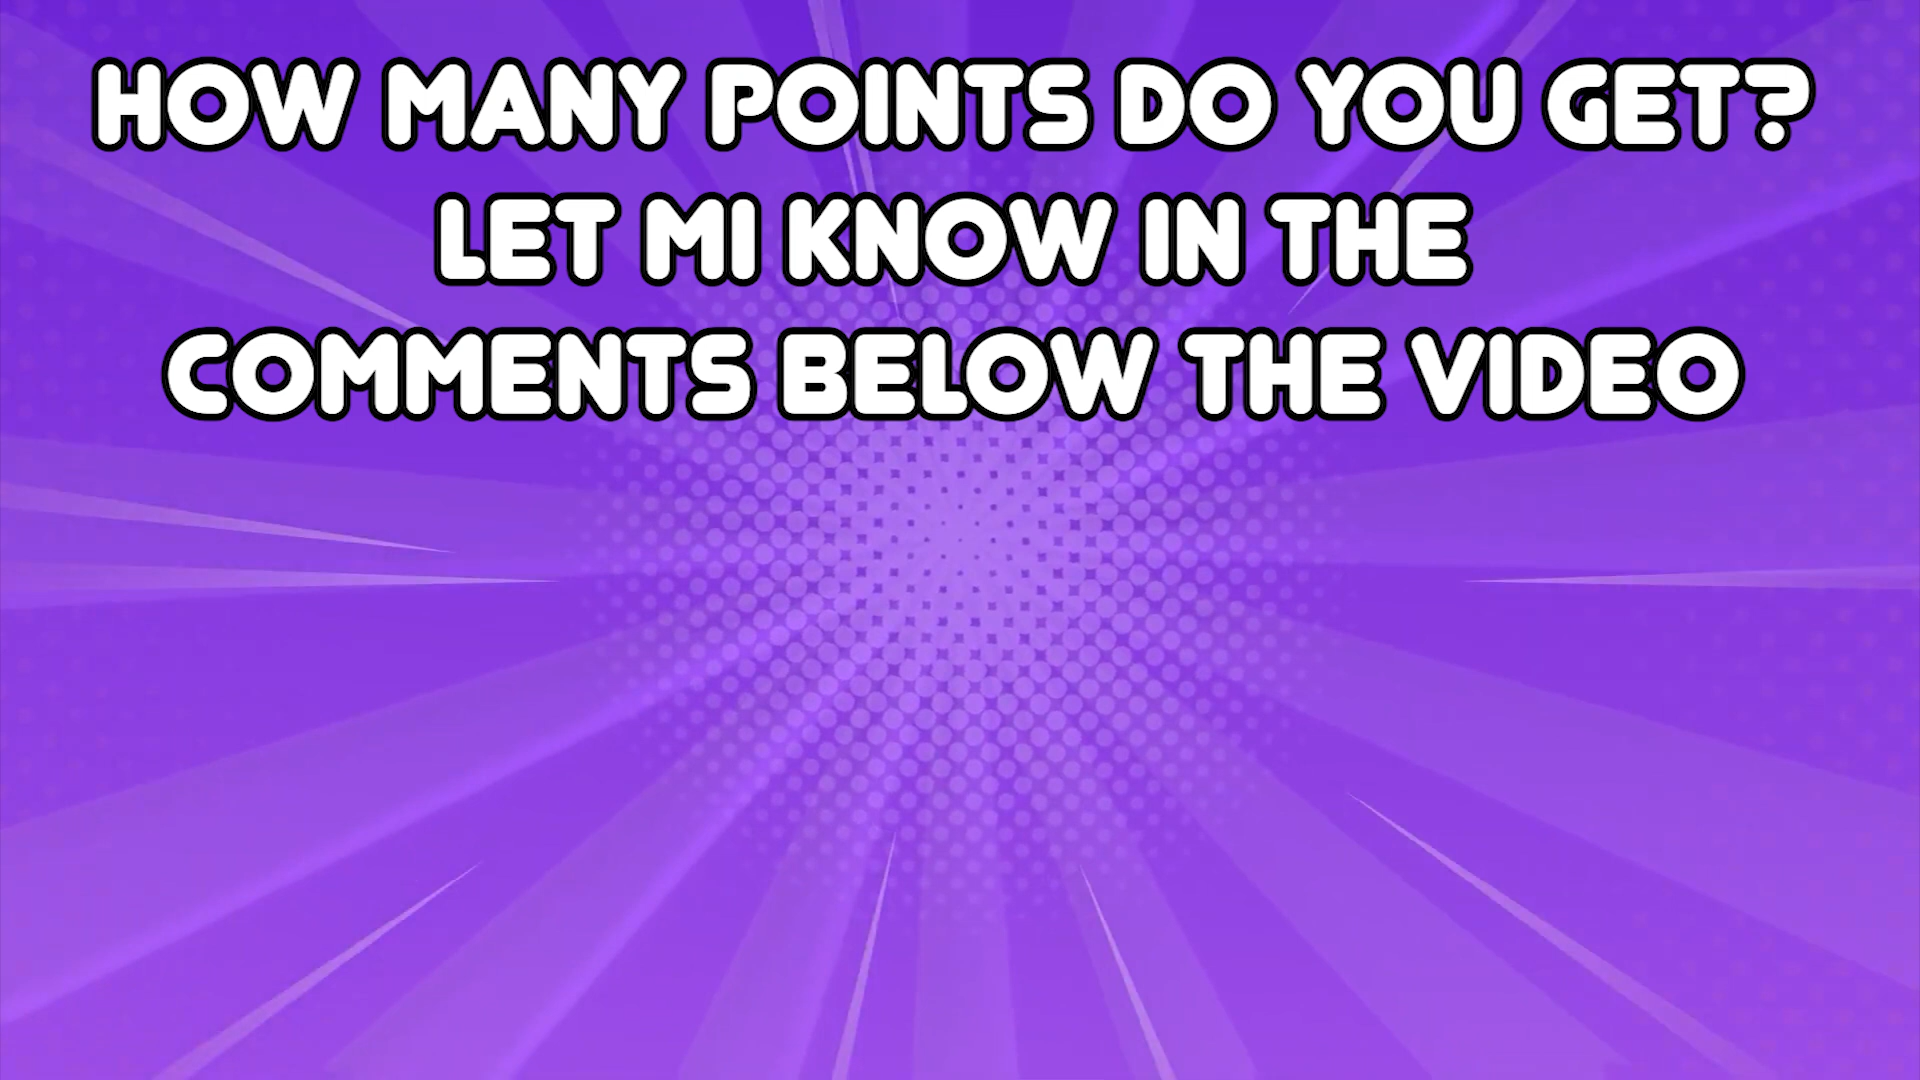 HOW MANY POINTS DO YOU GET?
LET MI KNOW IN THE
COMMENTS BELOW THE VIDEO